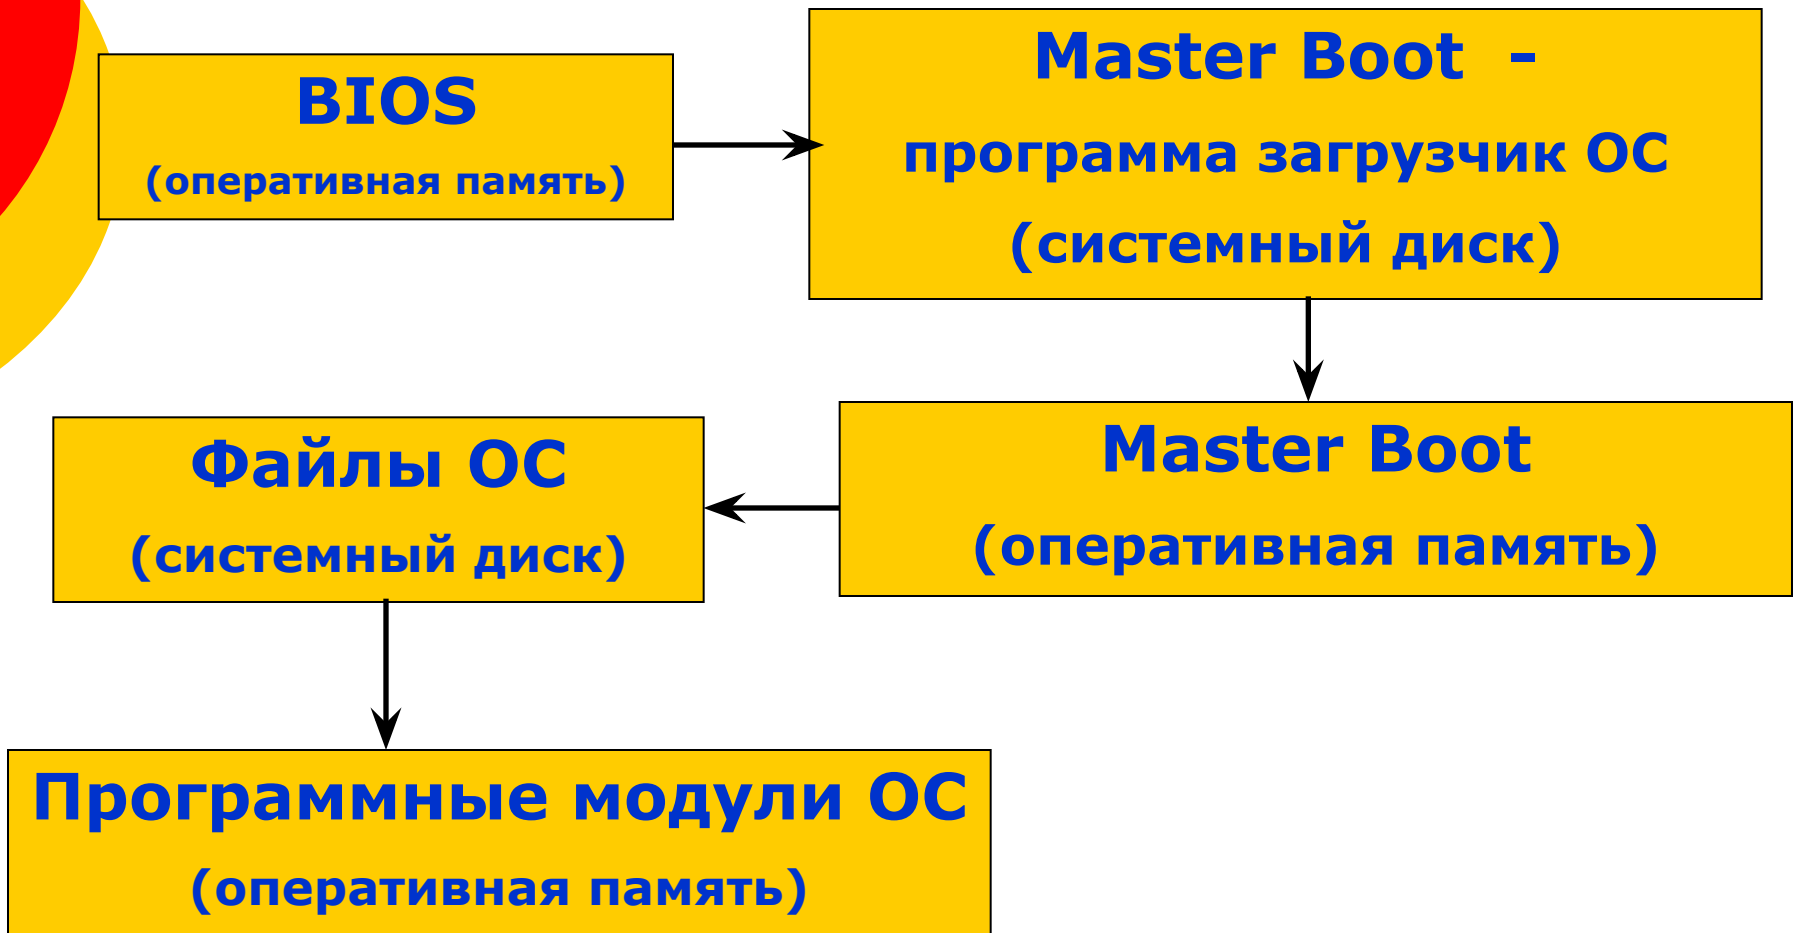 BIOS
(оперативная память)
Master Boot  -
программа загрузчик ОС
(системный диск)
Master Boot
(оперативная память)
Файлы ОС
(системный диск)
Программные модули ОС
(оперативная память)